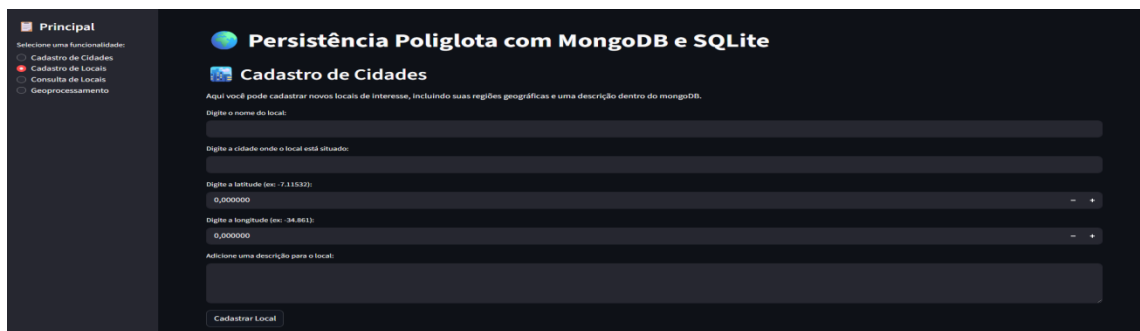 Principal
Selecione uma funcionalidade:
Cadastro de Cidades
Cadastro de Locais
Consulta de Locais
Geoprocessamento
Persistência Poliglota com MongoDB e SQLite
Cadastro de Cidades
Aqui você pode cadastrar novos locais de interesse, incluindo suas regiões geográficas e uma descrição dentro do mongoDB.
Digite o nome do local:
Digite a cidade onde o local está situado:
Digite a latitude (ex: -7.11532):
0,000000
Digite a longitude (ex: -34.861):
0,000000
Adicione uma descrição para o local:
Cadastrar Local